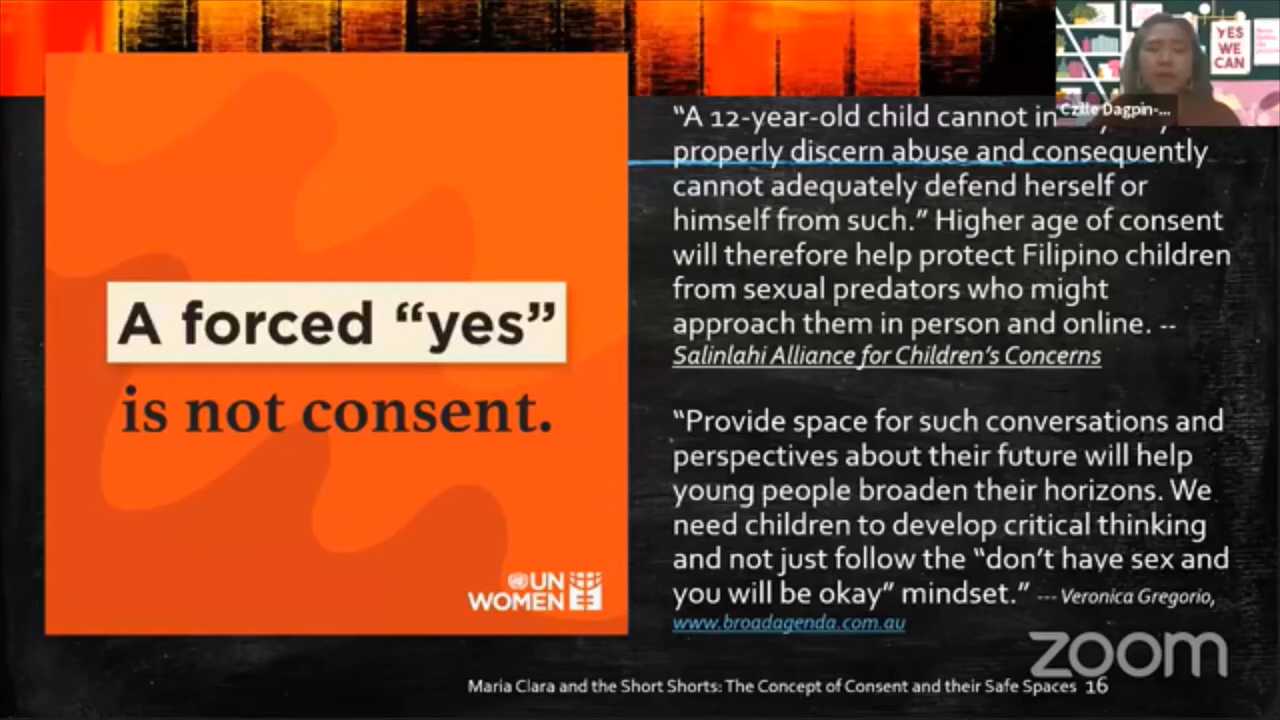 YES
WE
CAN
Czille Dagpin-...
A forced “yes”
is not consent.
UN
WOMEN
“A 12-year-old child cannot in
properly discern abuse and consequently
cannot adequately defend herself or
himself from such.” Higher age of consent
will therefore help protect Filipino children
from sexual predators who might
approach them in person and online. --
Salinlahi Alliance for Children’s Concerns
“Provide space for such conversations and
perspectives about their future will help
young people broaden their horizons. We
need children to develop critical thinking
and not just follow the “don’t have sex and
you will be okay” mindset.” --- Veronica Gregorio,
www.broadagenda.com.au
zoom
Maria Clara and the Short Shorts: The Concept of Consent and their Safe Spaces 16